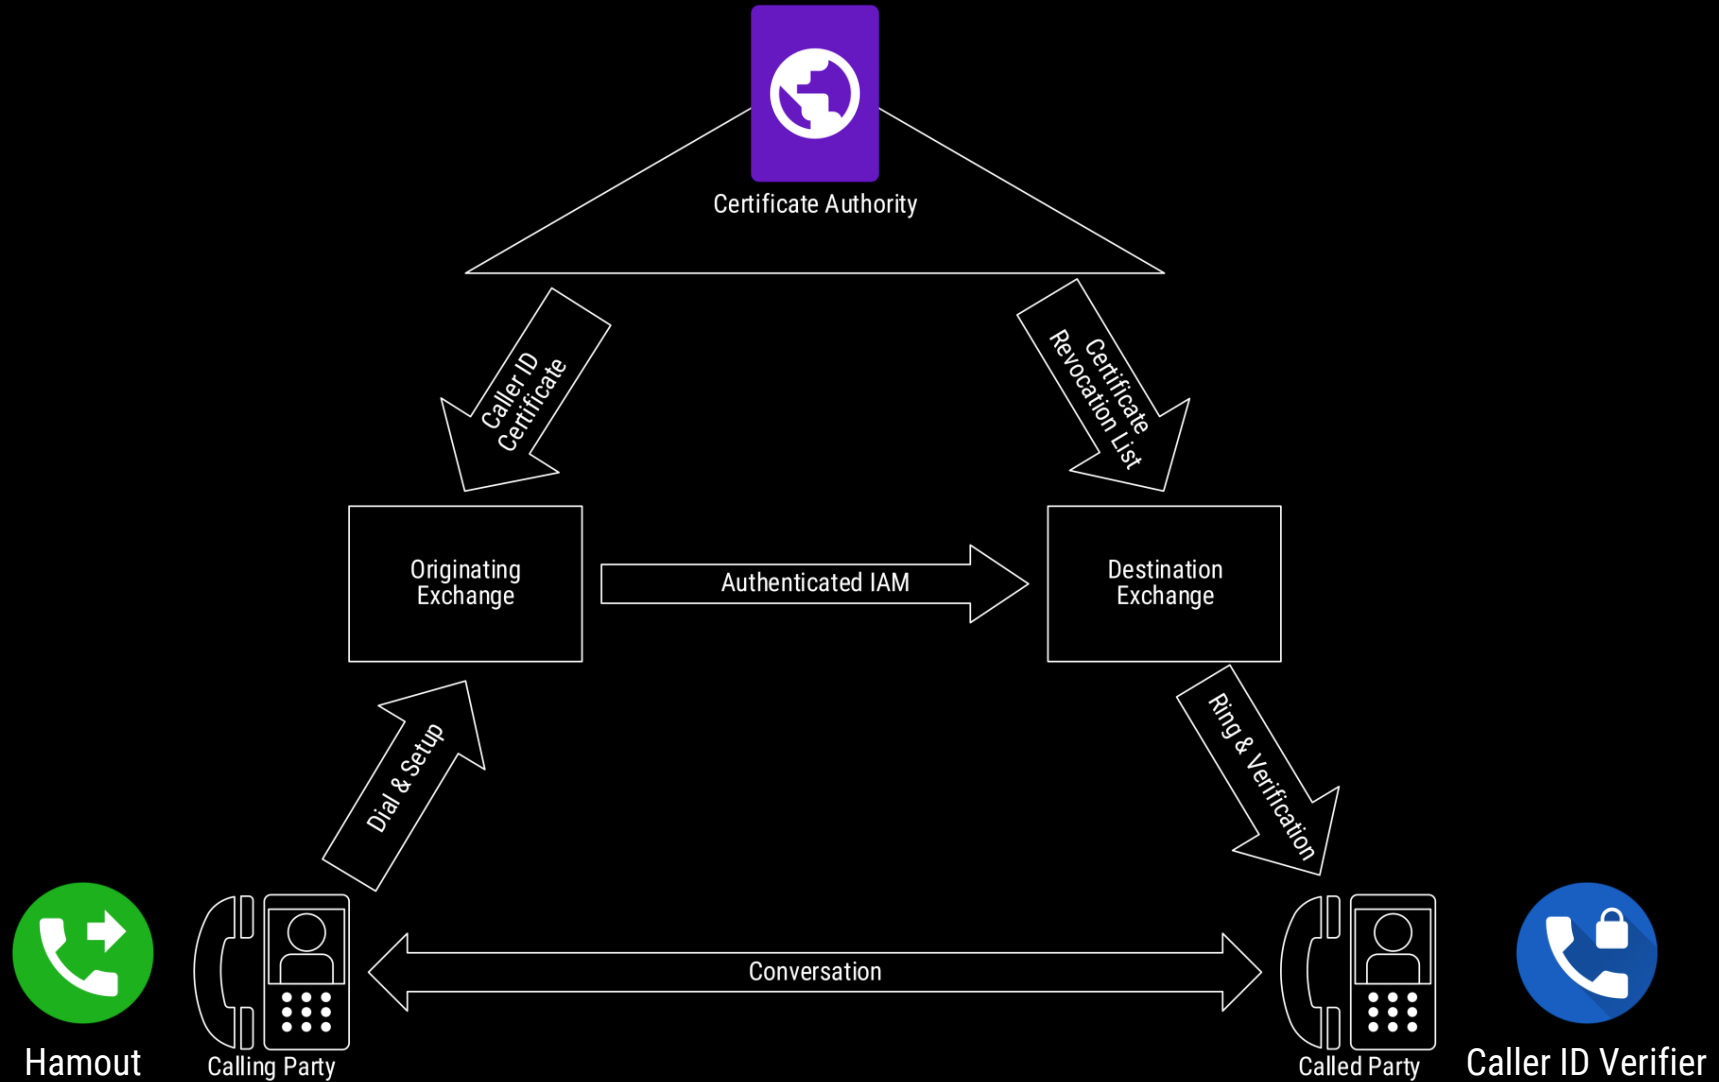 Certificate Authority
Caller ID
Certificate
Certificate
Revocation List
Originating
Exchange
Authenticated IAM
Destination
Exchange
Dial & Setup
Ring & Verification
Conversation
Hamout
Calling Party
Called Party
Caller ID Verifier